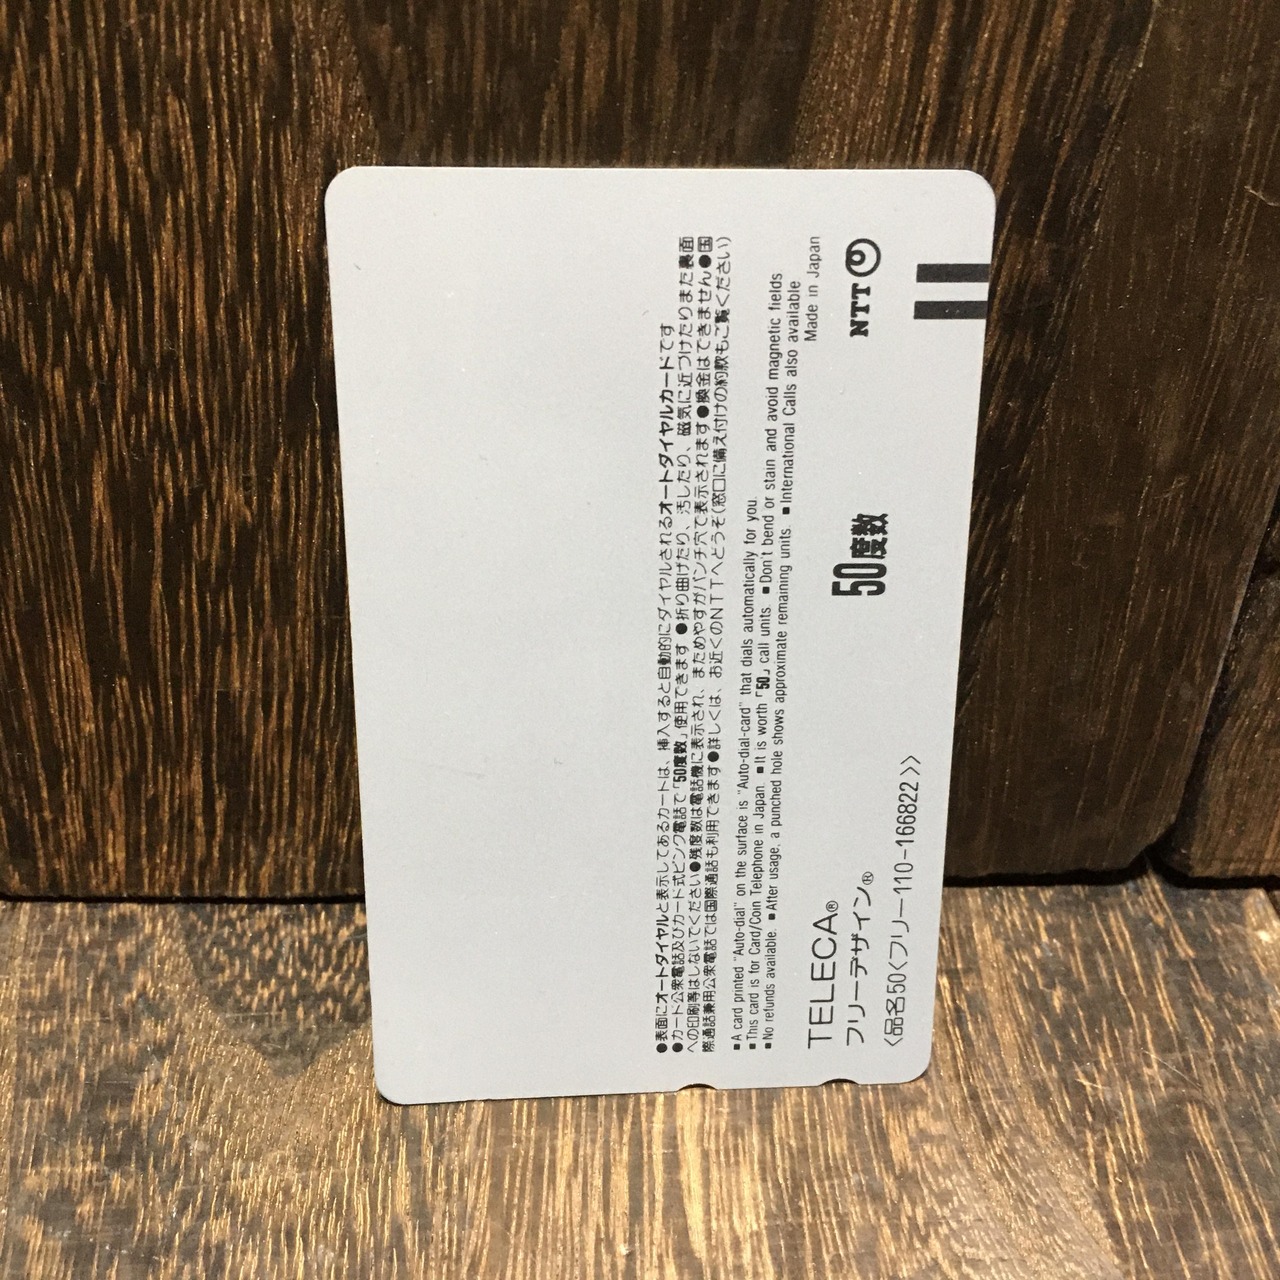 ●表面にオートダイヤルと表示してあるカードは、挿入すると自動的にダイヤルされるオートダイヤルカードです
●カード公衆電話及びカード式ピンク電話で「50度数」使用できます ●折り曲げたり、汚したり、磁気に近づけたりまた裏面
への印刷等はしないでください●残度数は電話機に表示され、まためやすがパンチ穴で表示されます●換金はできません●国
際通話兼用公衆電話では国際通話も利用できます●詳しくは、お近くのNTTへどうぞ(窓口に備え付けの約款もご覧ください)
■A card printed "Auto-dial" on the surface is "Auto-dial-card" that dials automatically for you.
■This card is for Card/Coin Telephone in Japan. ■It is worth「50」call units. ■Don't bend or stain and avoid magnetic fields
■No refunds available. ■After usage, a punched hole shows approximate remaining units. ■International Calls also available
Made in Japan
TELECA®
フリーデザイン®
50度数
NTT
〈品名50〈フリー110-166822〉〉